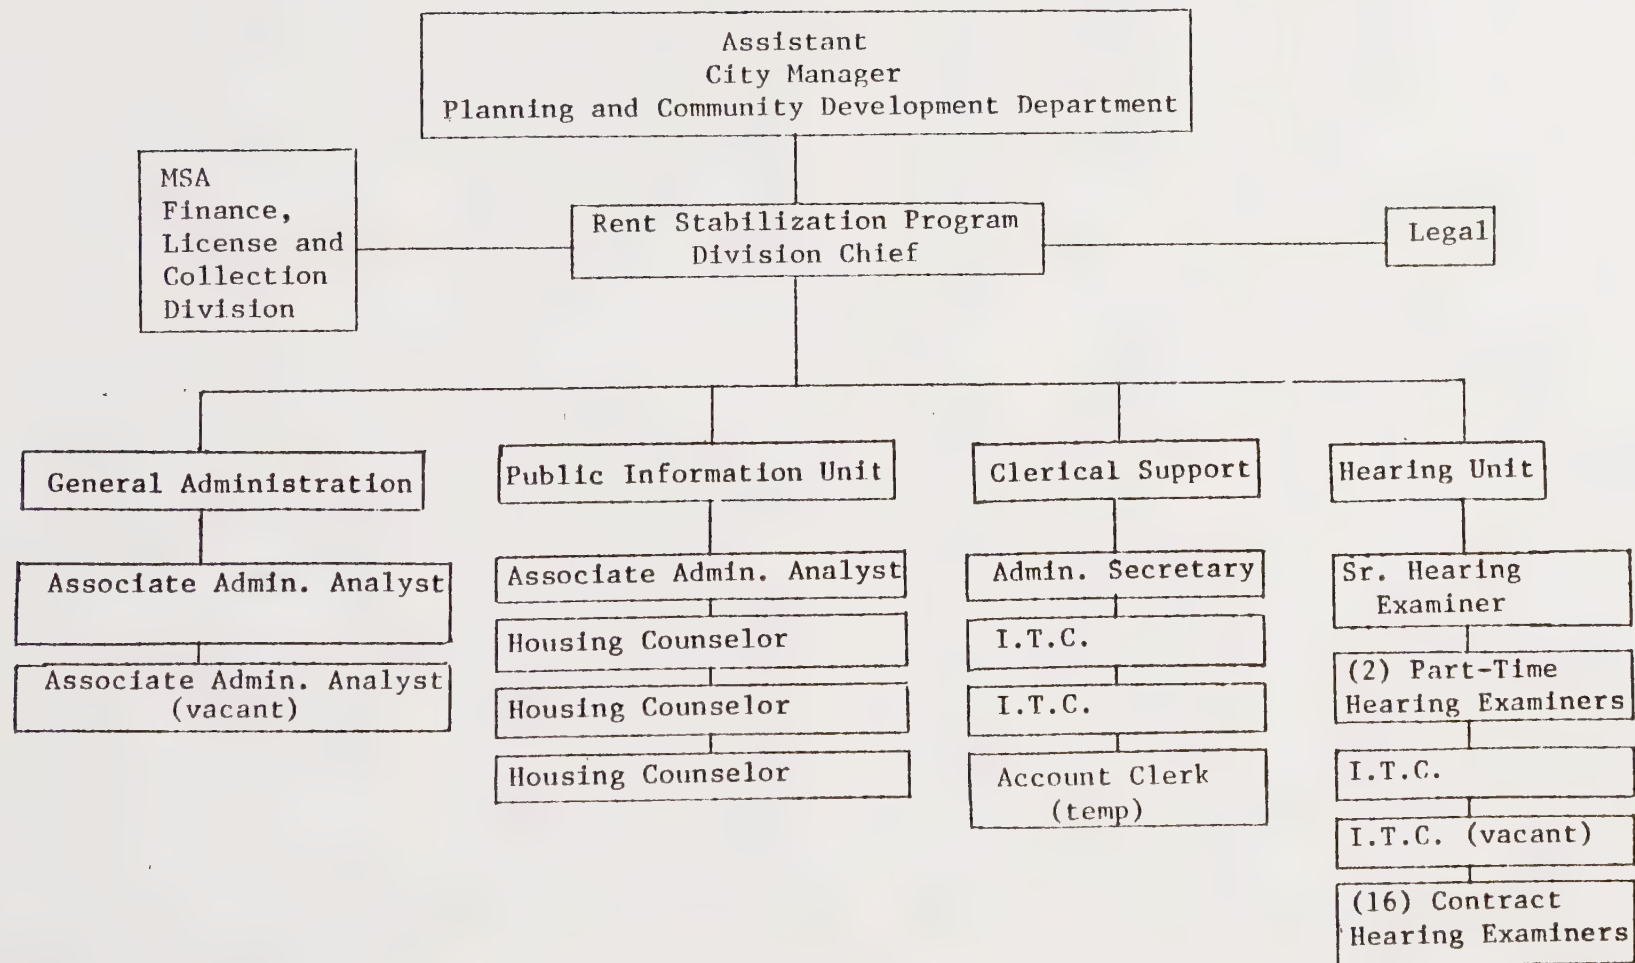 Assistant
City Manager
Planning and Community Development Department
MSA
Finance,
License and
Collection
Division
Rent Stabilization Program
Division Chief
Legal
General Administration
Associate Admin. Analyst
Associate Admin. Analyst
(vacant)
Public Information Unit
Associate Admin. Analyst
Housing Counselor
Housing Counselor
Housing Counselor
Clerical Support
Admin. Secretary
I.T.C.
I.T.C.
Account Clerk
(temp)
Hearing Unit
Sr. Hearing
Examiner
(2) Part-Time
Hearing Examiners
I.T.C.
I.T.C. (vacant)
(16) Contract
Hearing Examiners